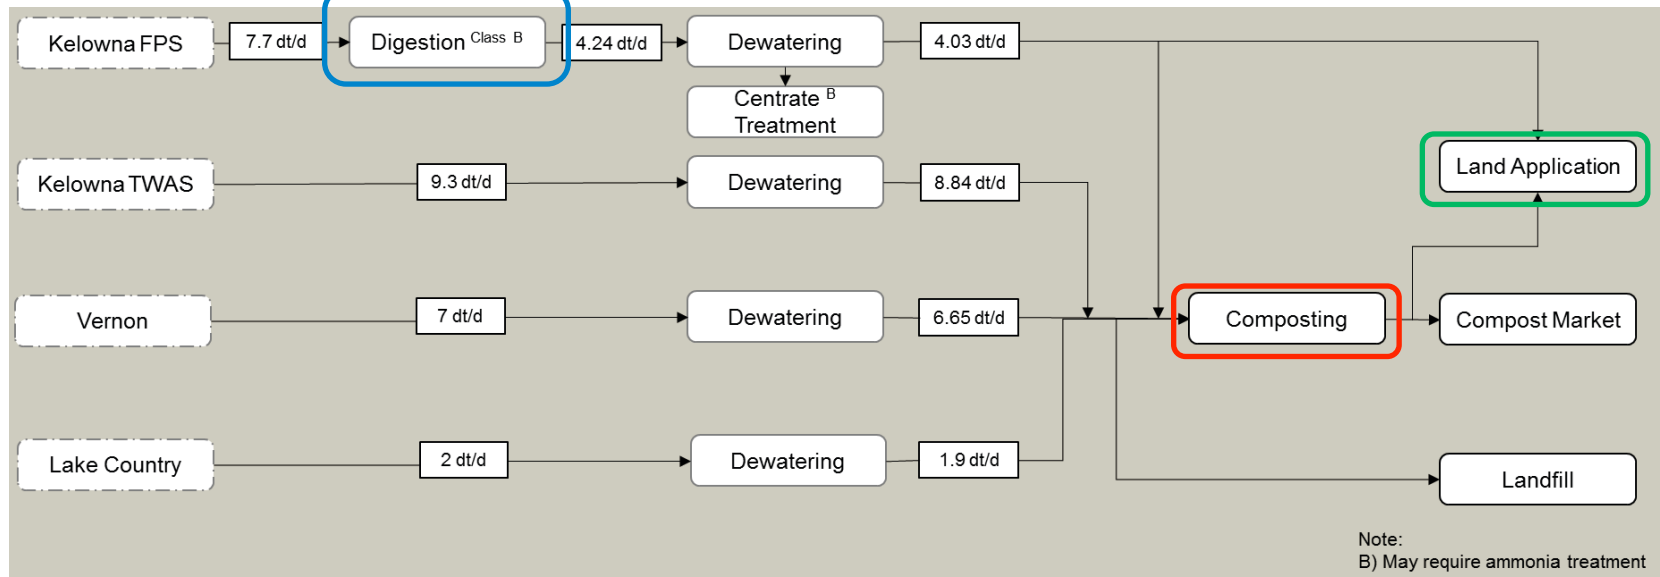 Kelowna FPS
7.7 dt/d
Digestion Class B
4.24 dt/d
Dewatering
4.03 dt/d
Centrate B
Treatment
Kelowna TWAS
9.3 dt/d
Dewatering
8.84 dt/d
Land Application
Vernon
7 dt/d
Dewatering
6.65 dt/d
Composting
Compost Market
Lake Country
2 dt/d
Dewatering
1.9 dt/d
Landfill
Note:
B) May require ammonia treatment